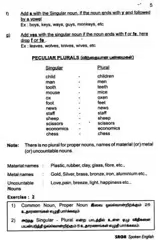 5
f) Add s with the Singular noun, if the noun ends with y and followed
by a vowel
Ex : boys, keys, ways, guys, monkeys, etc
g) Add ves with the singular noun if the noun ends with f or fe, here
drop f or fe.
Ex : leaves, wolves, knives, wives, etc
PECULIAR PLURALS
Singular - Plural
child - children
man - men
tooth - teeth
mouse - mice
ox - oxen
foot - feet
news - news
staff - staff
sheep - sheep
scissors - scissors
economics - economics
chess - chess
Note: There is no plural for proper nouns, names of material (or) metal
(or) uncountable nouns.
Material names : Plastic, rubber, clay, glass, fibre, etc.,
Metal names : Gold, Silver, brass, bronze, iron, aluminium etc.,
Uncountable
Nouns : Love, pain, breeze, light, happiness etc.,
Exercise : 2
1) Common Noun, Proper Noun
2) Singular - Plural
Spoken English